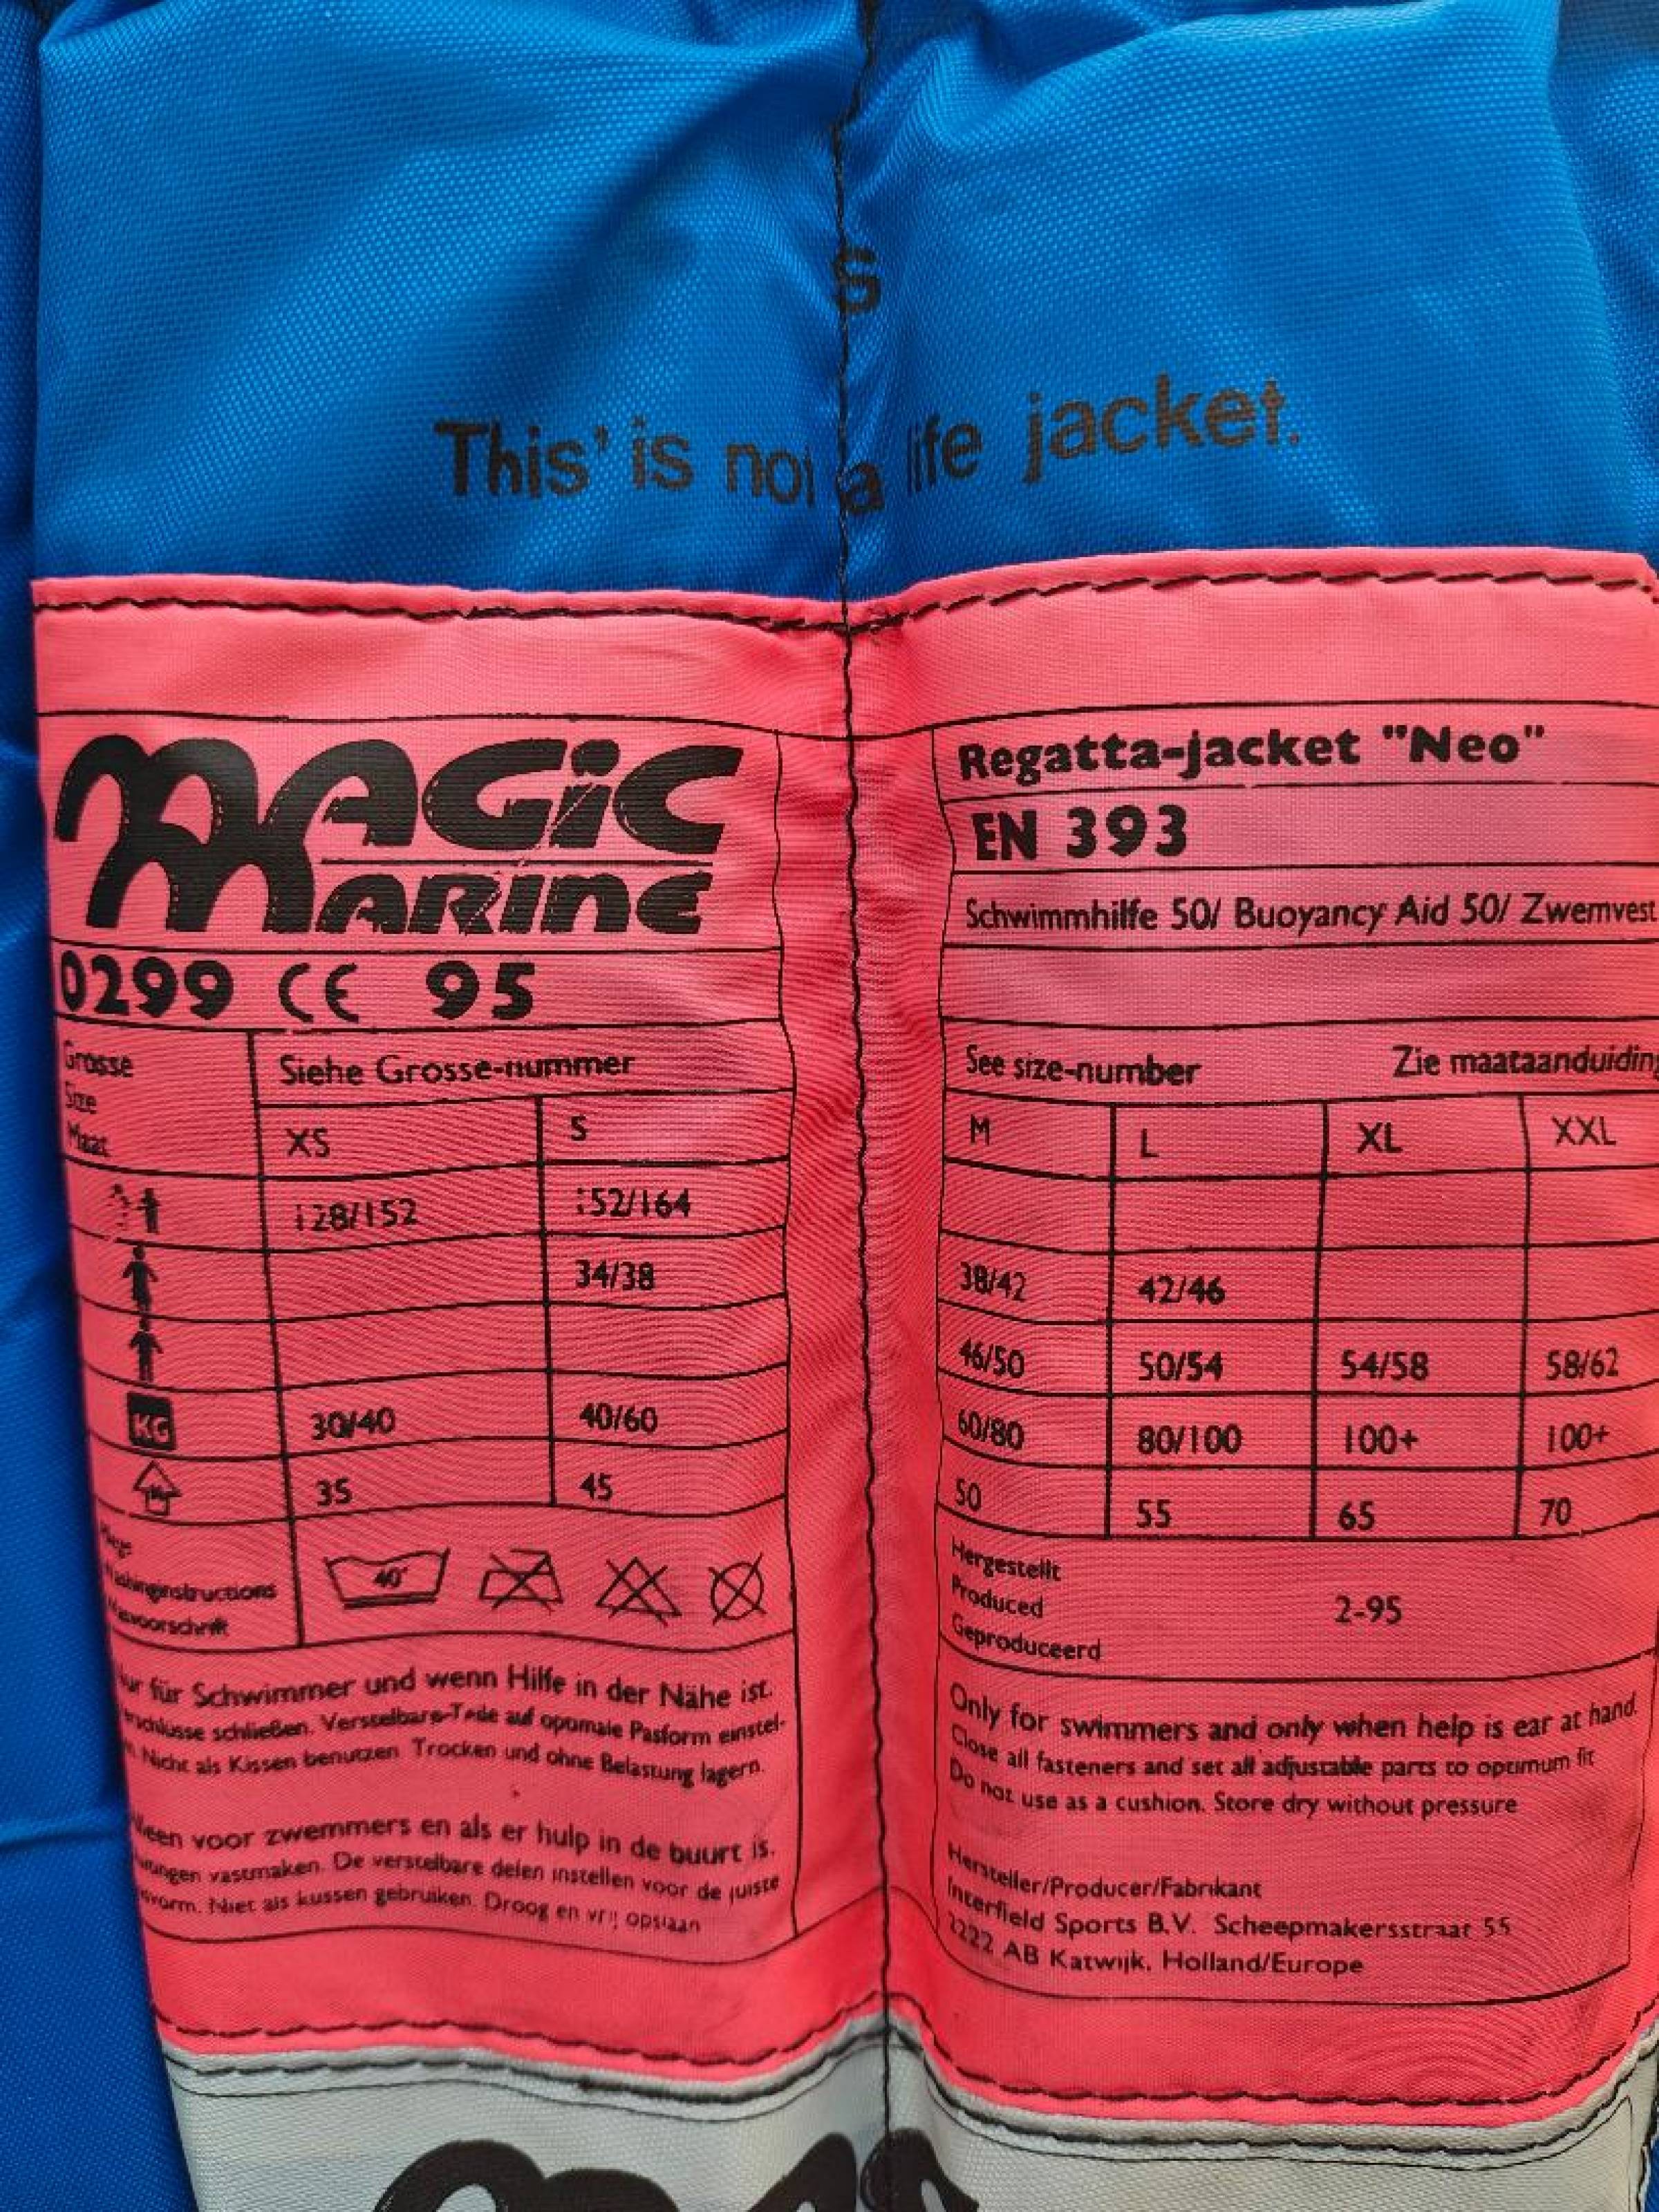 S
This is not a life jacket.
MAGIC
MARINE
0299 CE 95
Regatta-jacket "Neo"
EN 393
Schwimmhilfe 50/ Buoyancy Aid 50/ Zwemvest
Grosse
Size
Maat
Siehe Grosse-nummer
See size-number Zie maataanduiding
XS S M L XL XXL
128/152 152/164
34/38 38/42 42/46
46/50 50/54 54/58 58/62
KG 30/40 40/60 60/80 80/100 100+ 100+
35 45 50 55 65 70
Washinginstructions
Wasvoorschrift
40°
Hergestellt
Produced
Geproduceerd
2-95
für Schwimmer und wenn Hilfe in der Nähe ist.
schließen. Verstelbare-Teile auf opomale Pasform einstel-
Nicht als Kissen benutzen. Trocken und ohne Belastung lagern.
voor zwemmers en als er hulp in de buurt is.
vastmaken. De verstelbare delen instellen voor de juiste
Niet als kussen gebruiken. Droog en vrij opslaan
Only for swimmers and only when help is ear at hand.
Close all fasteners and set all adjustable parts to optimum fit
Do not use as a cushion. Store dry without pressure
Hersteller/Producer/Fabrikant
Interfield Sports B.V. Scheepmakersstraat 55
2222 AB Katwijk, Holland/Europe